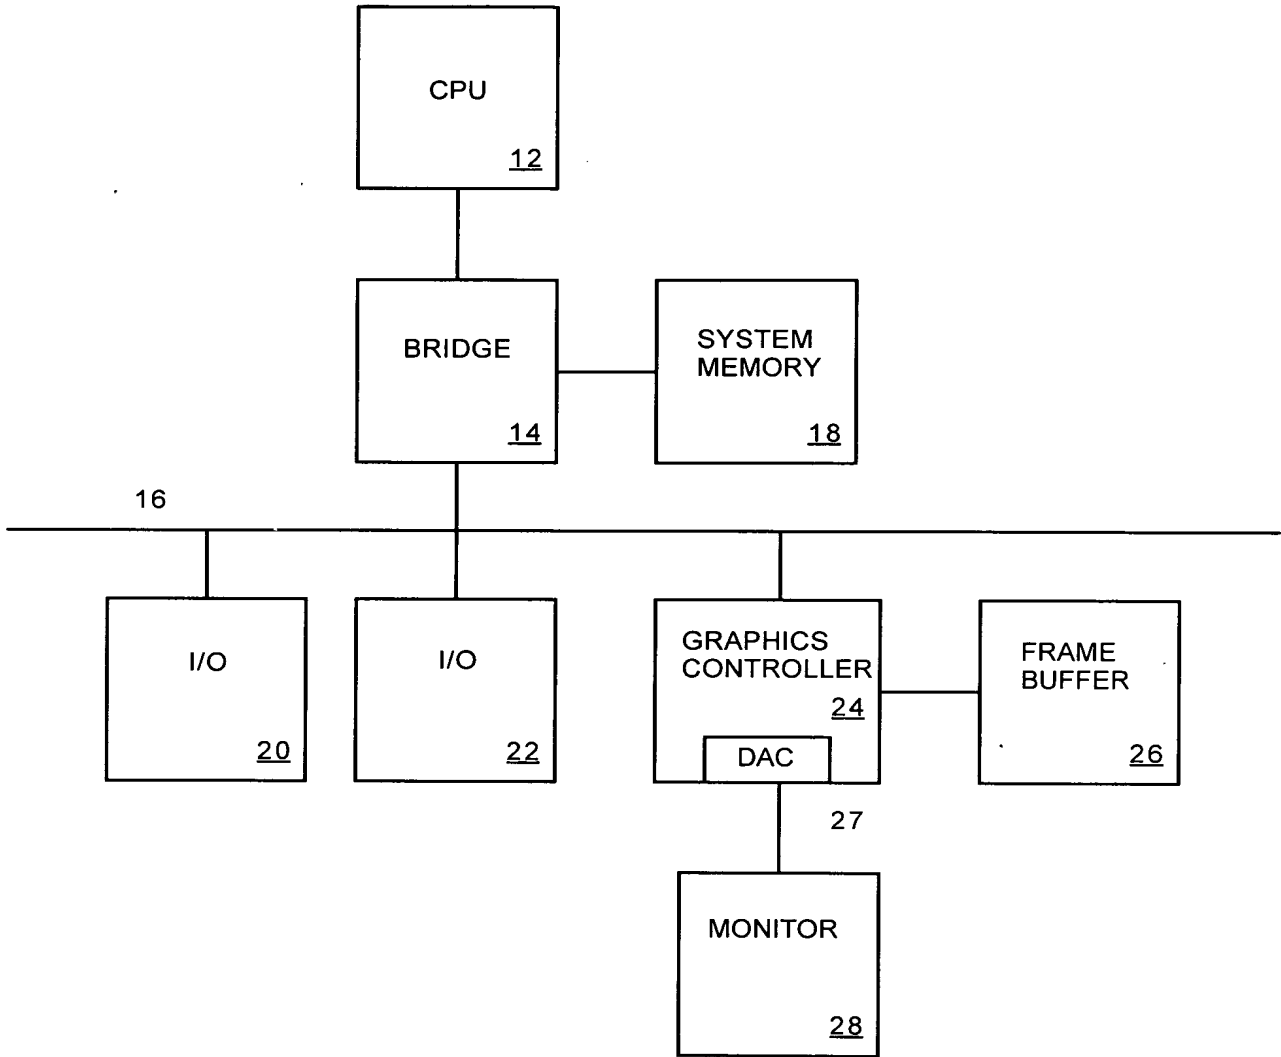 CPU
12
BRIDGE
14
SYSTEM
MEMORY
18
16
I/O
20
I/O
22
GRAPHICS
CONTROLLER
24
DAC
FRAME
BUFFER
26
27
MONITOR
28